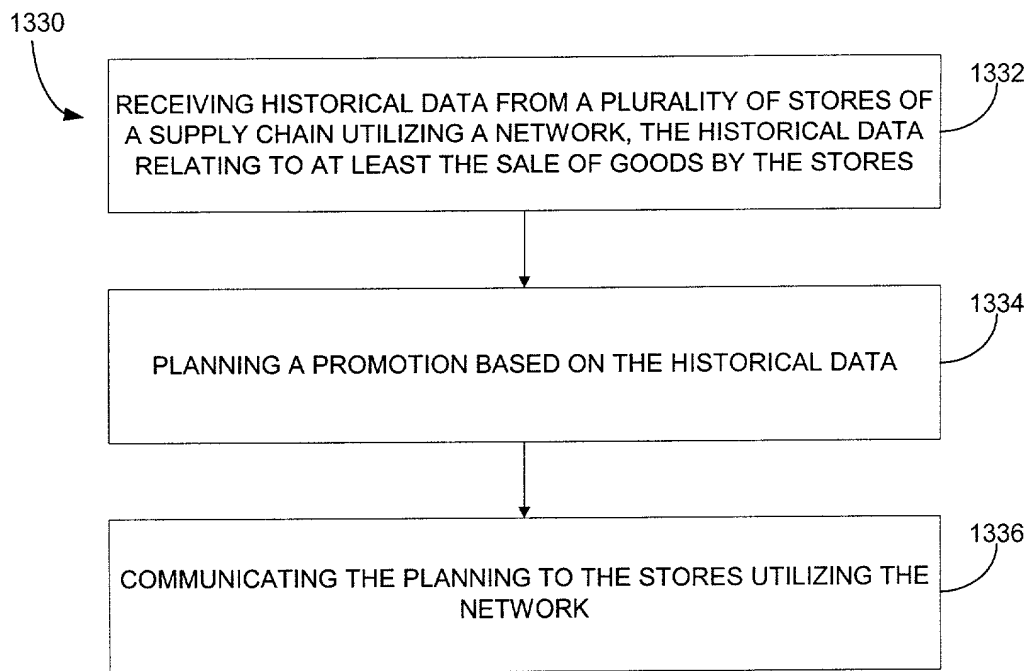 1330
1332
RECEIVING HISTORICAL DATA FROM A PLURALITY OF STORES OF
A SUPPLY CHAIN UTILIZING A NETWORK, THE HISTORICAL DATA
RELATING TO AT LEAST THE SALE OF GOODS BY THE STORES
1334
PLANNING A PROMOTION BASED ON THE HISTORICAL DATA
1336
COMMUNICATING THE PLANNING TO THE STORES UTILIZING THE
NETWORK